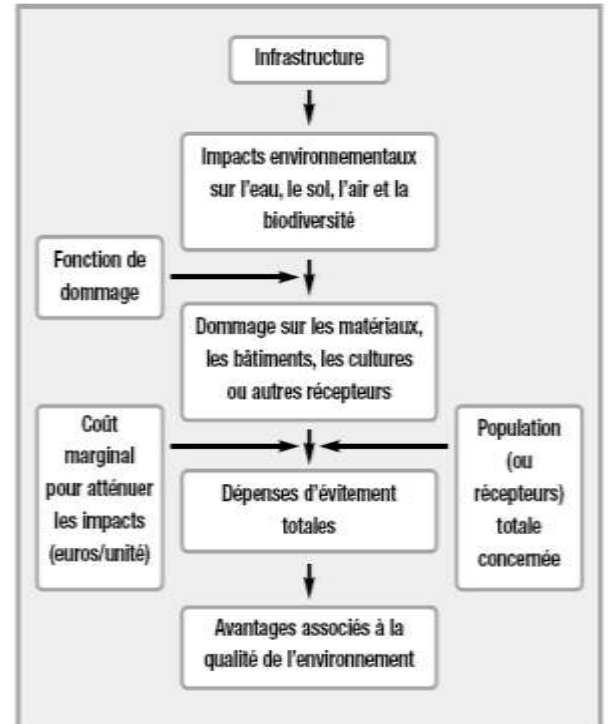 Infrastructure
Impacts environnementaux
sur l'eau, le sol, l'air et la
biodiversité
Fonction de
dommage
Dommage sur les matériaux,
les bâtiments, les cultures
ou autres récepteurs
Coût
marginal
pour atténuer
les impacts
(euros/unité)
Population
(ou
récepteurs)
totale
concernée
Dépenses d'évitement
totales
Avantages associés à la
qualité de l'environnement